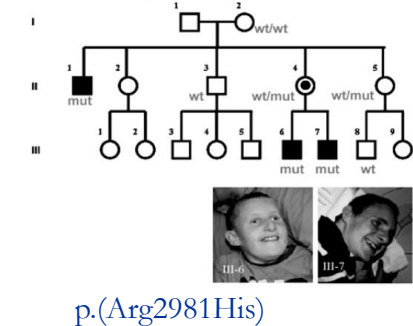 I 1 2 wt/wt
II 1 2 3 4 5
mut wt wt/mut wt/mut
III 1 2 3 4 5 6 7 8 9
mut mut wt
III-6 III-7
p.(Arg2981His)